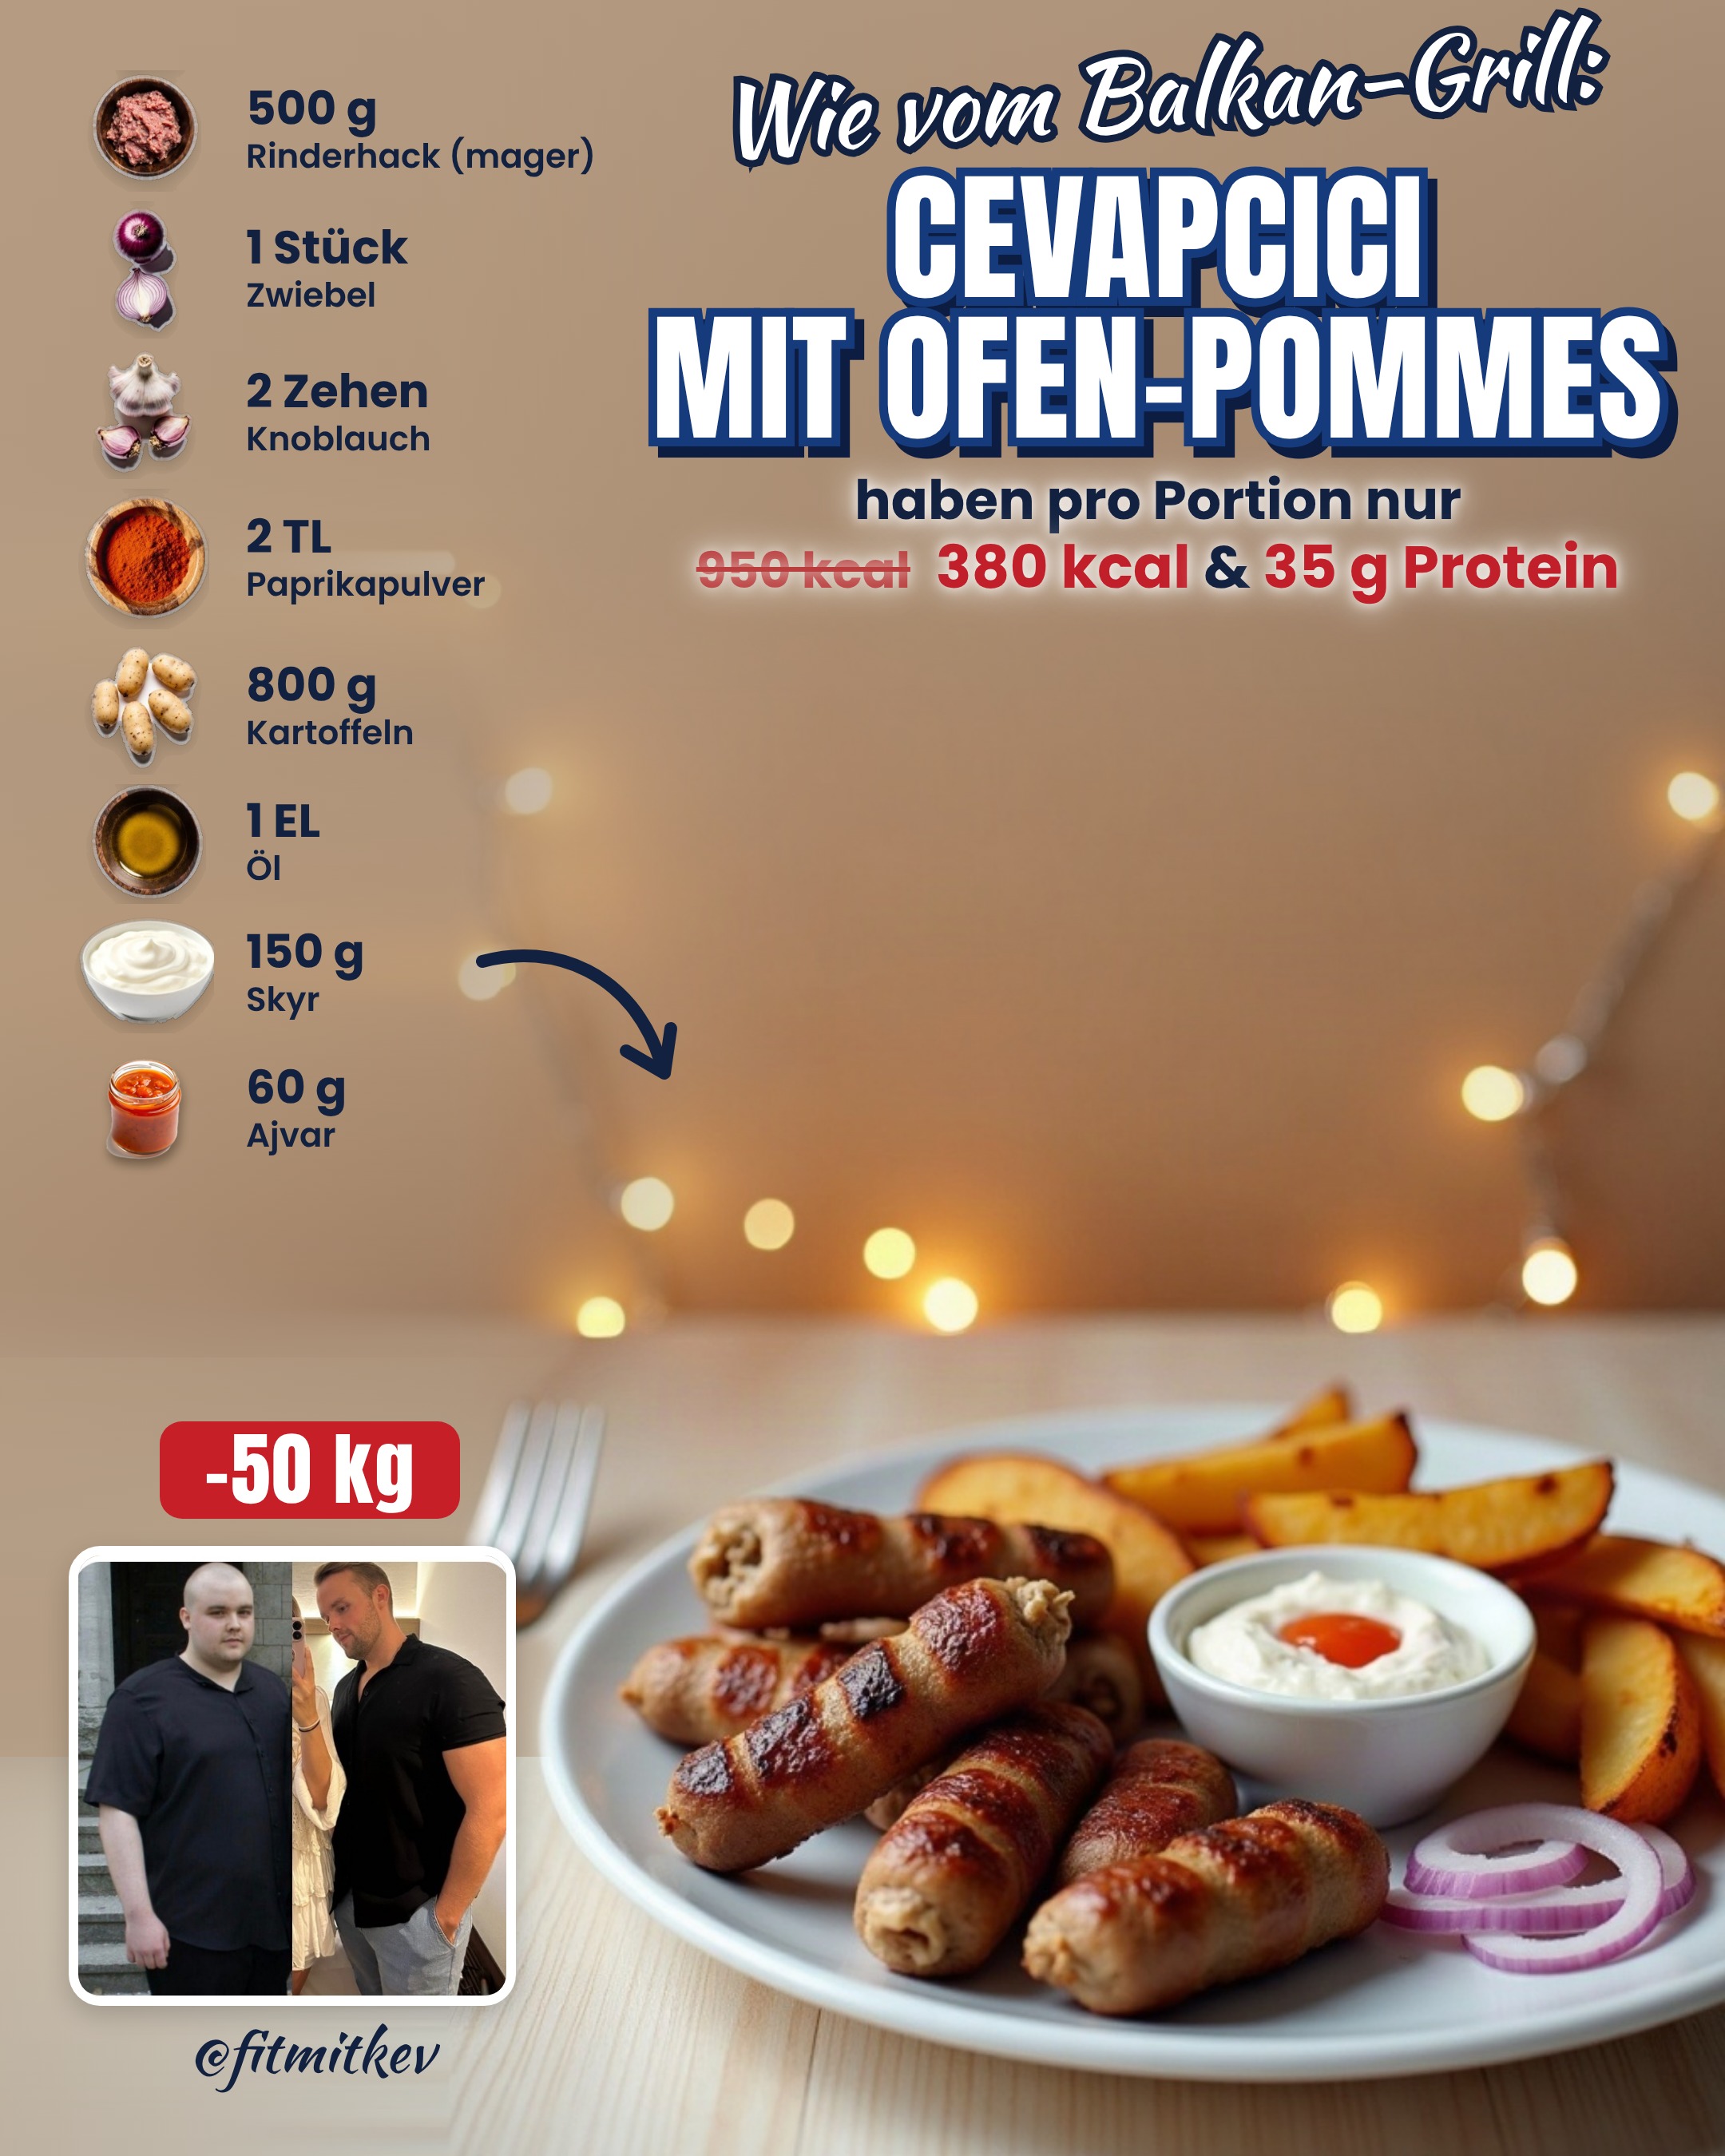 Wie vom Balkan-Grill:
CEVAPCICI
MIT OFEN-POMMES
haben pro Portion nur
950 kcal 380 kcal & 35 g Protein
500 g
Rinderhack (mager)
1 Stück
Zwiebel
2 Zehen
Knoblauch
2 TL
Paprikapulver
800 g
Kartoffeln
1 EL
Öl
150 g
Skyr
60 g
Ajvar
-50 kg
@fitmitkev